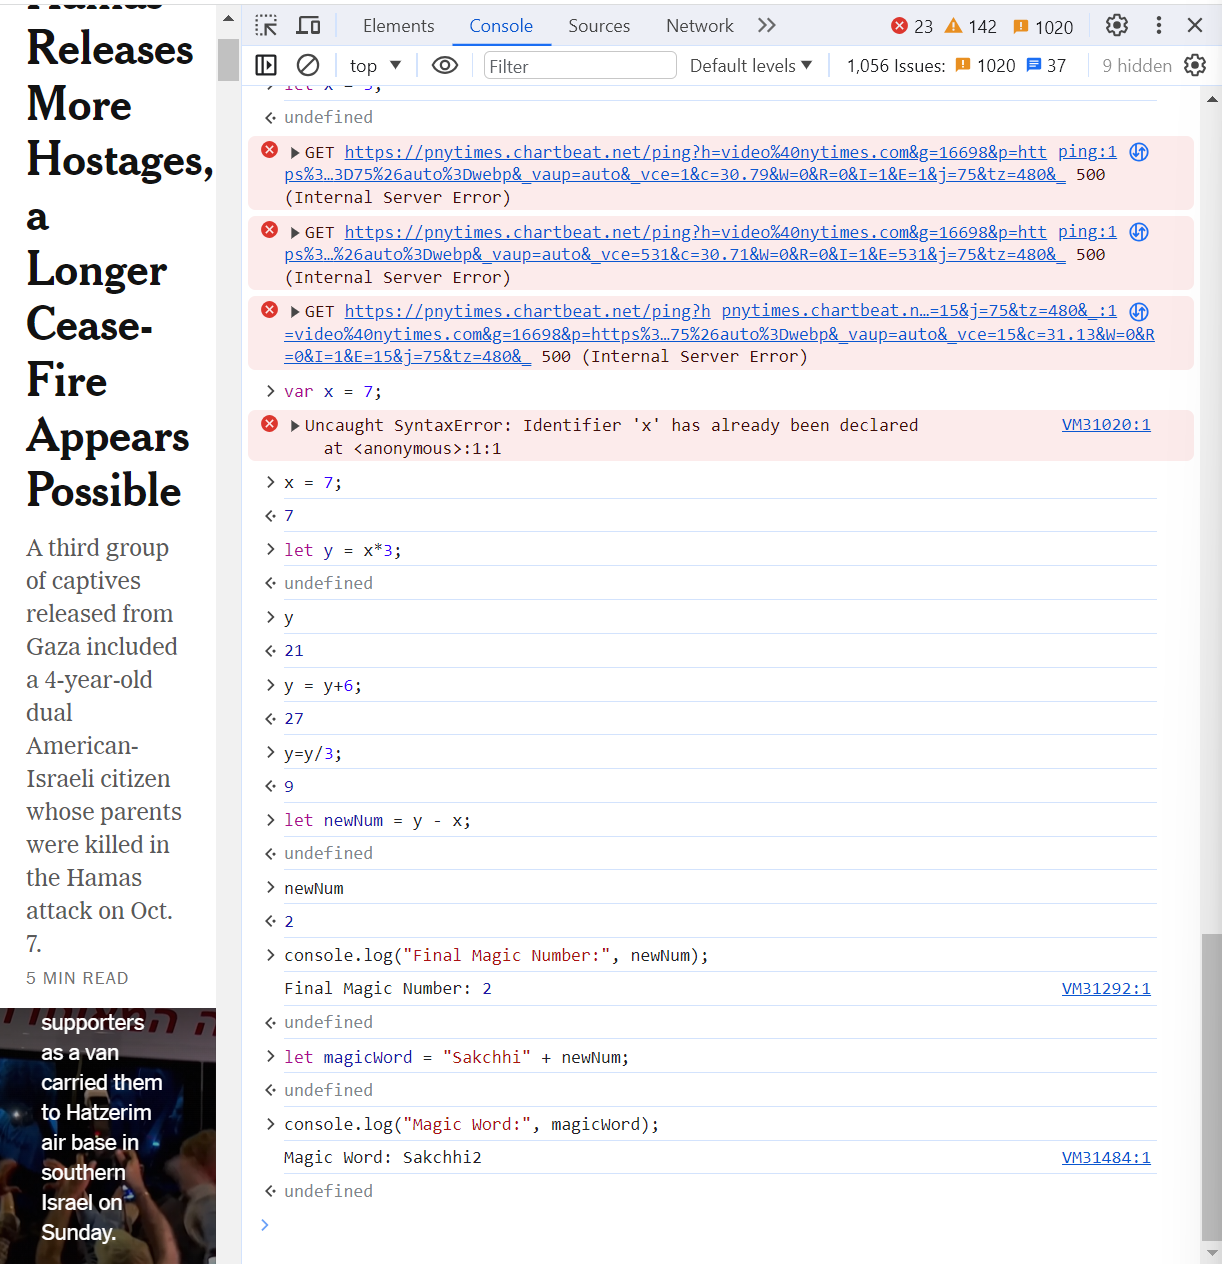 Releases
More
Hostages,
a
Longer
Cease-
Fire
Appears
Possible
A third group
of captives
released from
Gaza included
a 4-year-old
dual
American-
Israeli citizen
whose parents
were killed in
the Hamas
attack on Oct.
7.
5 MIN READ
supporters
as a van
carried them
to Hatzerim
air base in
southern
Israel on
Sunday.
Elements Console Sources Network 23 142 1020
top Filter Default levels 1,056 Issues: 1020 37 9 hidden
let x = 5;
undefined
GET https://pnytimes.chartbeat.net/ping?h=video%40nytimes.com&g=16698&p=htt ping:1
ps%3…3D75%26auto%3Dwebp&_vaup=auto&_vce=1&c=30.79&W=0&R=0&I=1&E=1&j=75&tz=480&_ 500
(Internal Server Error)
GET https://pnytimes.chartbeat.net/ping?h=video%40nytimes.com&g=16698&p=htt ping:1
ps%3…%26auto%3Dwebp&_vaup=auto&_vce=531&c=30.71&W=0&R=0&I=1&E=531&j=75&tz=480&_ 500
(Internal Server Error)
GET https://pnytimes.chartbeat.net/ping?h pnytimes.chartbeat.n…=15&j=75&tz=480&_:1
=video%40nytimes.com&g=16698&p=https%3…75%26auto%3Dwebp&_vaup=auto&_vce=15&c=31.13&W=0&R
=0&I=1&E=15&j=75&tz=480&_ 500 (Internal Server Error)
> var x = 7;
Uncaught SyntaxError: Identifier 'x' has already been declared VM31020:1
at <anonymous>:1:1
> x = 7;
7
> let y = x*3;
undefined
> y
21
> y = y+6;
27
> y=y/3;
9
> let newNum = y - x;
undefined
> newNum
2
> console.log("Final Magic Number:", newNum);
Final Magic Number: 2 VM31292:1
undefined
> let magicWord = "Sakchhi" + newNum;
undefined
> console.log("Magic Word:", magicWord);
Magic Word: Sakchhi2 VM31484:1
undefined
>